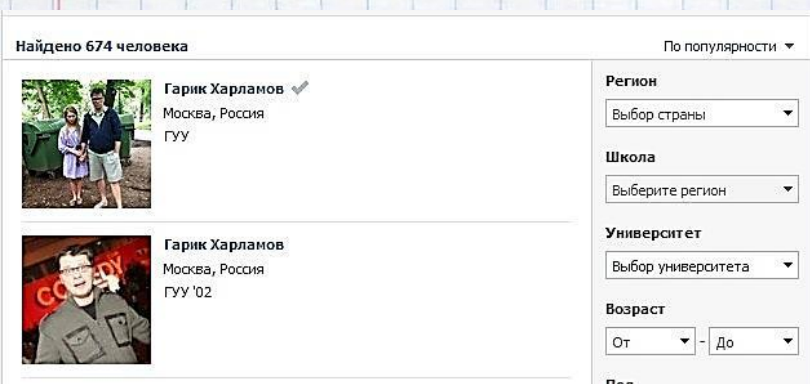 Найдено 674 человека
По популярности
Гарик Харламов
Москва, Россия
ГУУ
COMEDY
Гарик Харламов
Москва, Россия
ГУУ '02
Регион
Выбор страны
Школа
Выберите регион
Университет
Выбор университета
Возраст
От - До